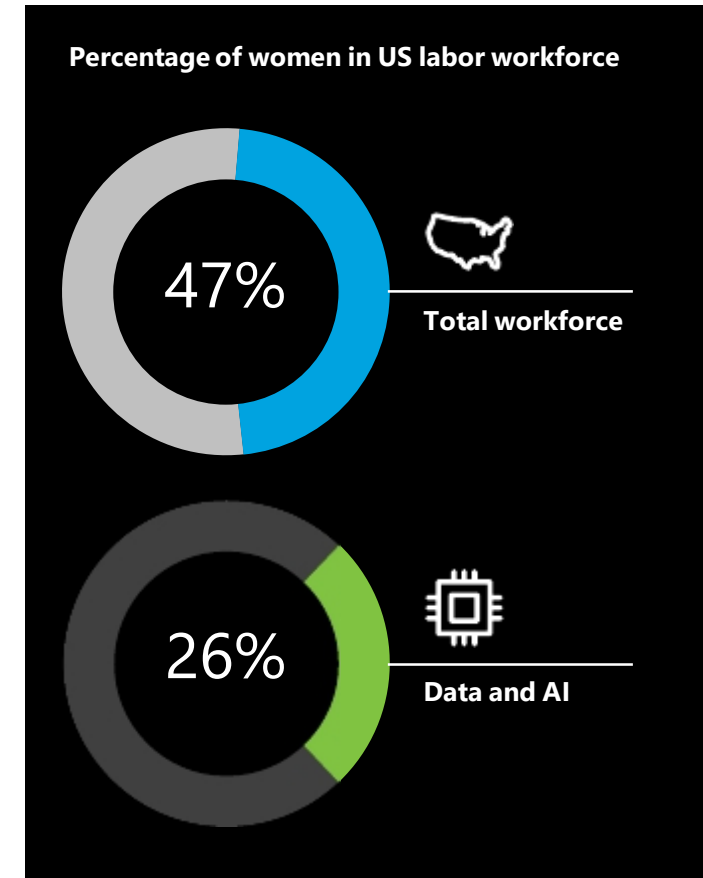 Percentage of women in US labor workforce
47%
Total workforce
26%
Data and AI